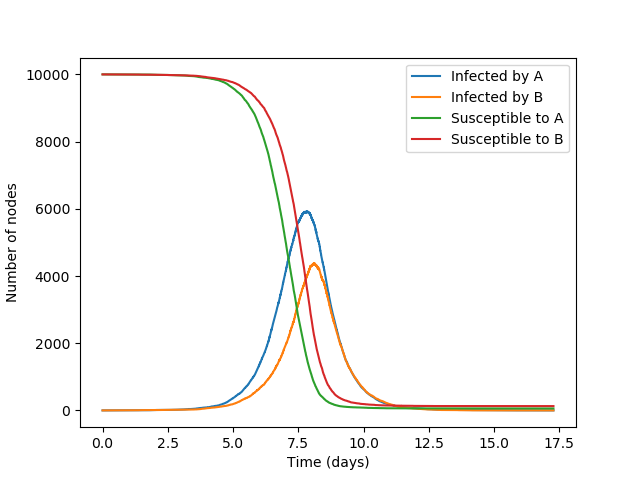 Infected by A
Infected by B
Susceptible to A
Susceptible to B
10000
8000
6000
4000
2000
0
Number of nodes
0.0 2.5 5.0 7.5 10.0 12.5 15.0 17.5
Time (days)